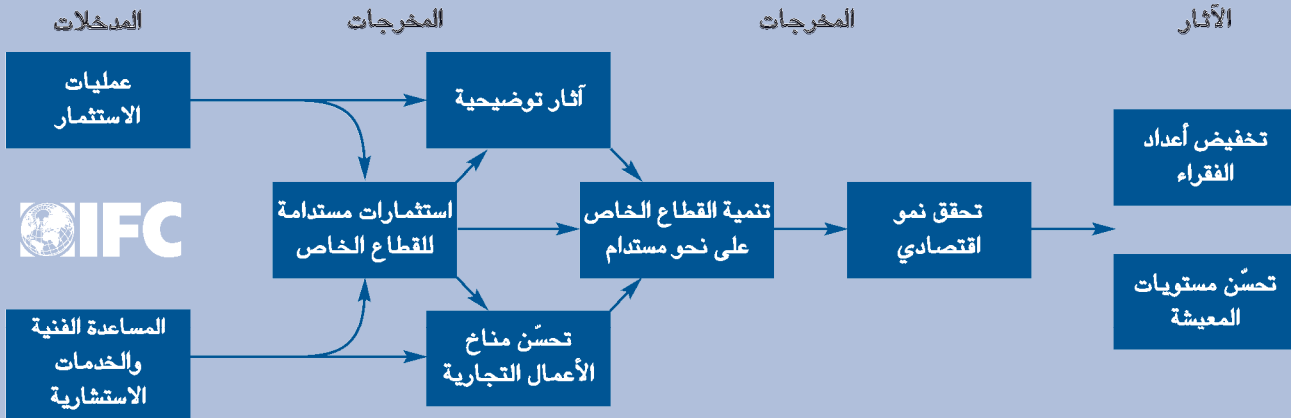 المدخلات
المخرجات
المخرجات
الآثار
عمليات
الاستثمار
آثار توضيحية
تخفيض أعداد
الفقراء
IFC
استثمارات مستدامة
للقطاع الخاص
تنمية القطاع الخاص
على نحو مستدام
تحقق نمو
اقتصادي
تحسّن مستويات
المعيشة
المساعدة الفنية
والخدمات
الاستشارية
تحسّن مناخ
الأعمال التجارية